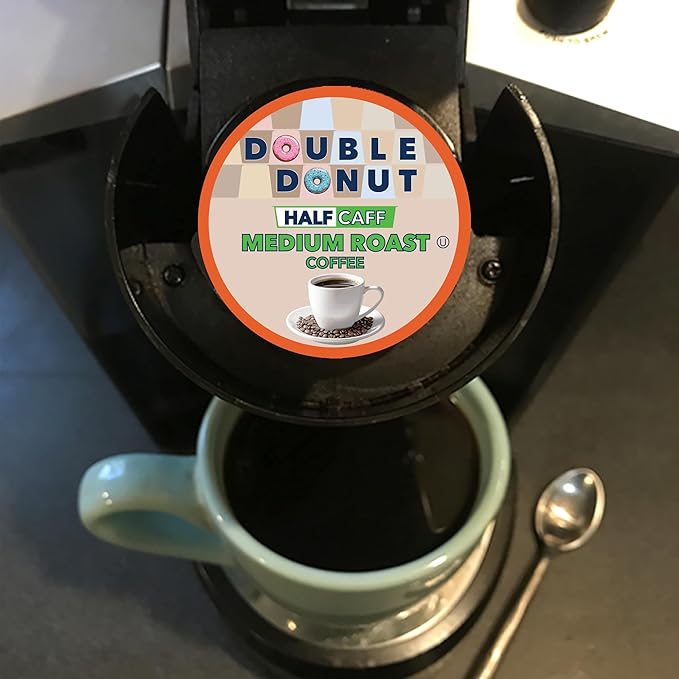 DOUBLE
DONUT
HALF CAFF
MEDIUM ROAST U
COFFEE